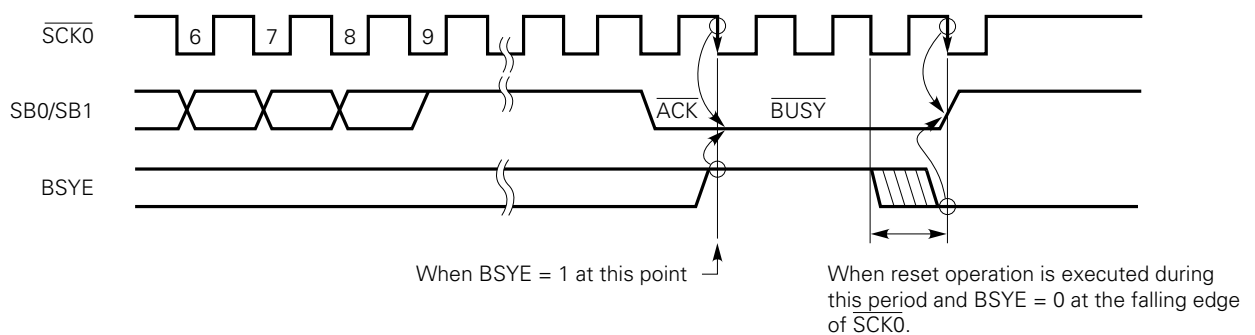 SCK0
6 7 8 9
SB0/SB1
ACK BUSY
BSYE
When BSYE = 1 at this point
When reset operation is executed during
this period and BSYE = 0 at the falling edge
of SCK0.